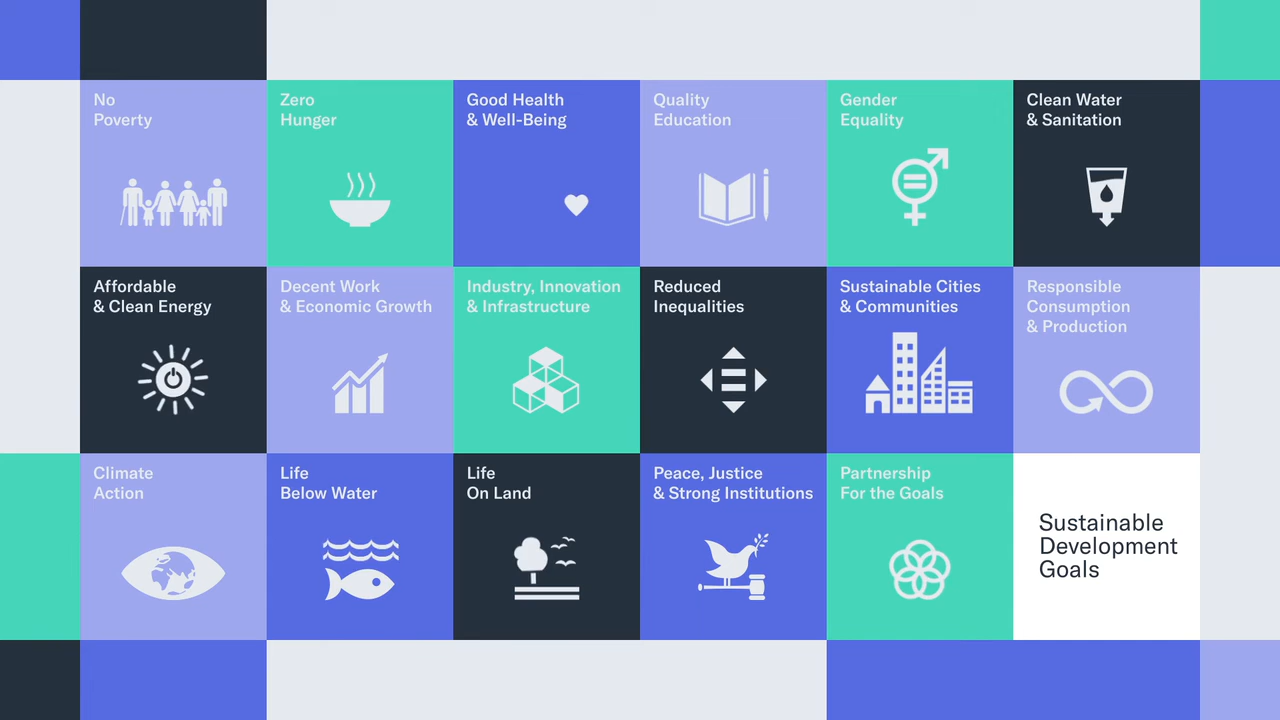 No
Poverty
Zero
Hunger
Good Health
& Well-Being
Quality
Education
Gender
Equality
Clean Water
& Sanitation
Affordable
& Clean Energy
Decent Work
& Economic Growth
Industry, Innovation
& Infrastructure
Reduced
Inequalities
Sustainable Cities
& Communities
Responsible
Consumption
& Production
Climate
Action
Life
Below Water
Life
On Land
Peace, Justice
& Strong Institutions
Partnership
For the Goals
Sustainable
Development
Goals